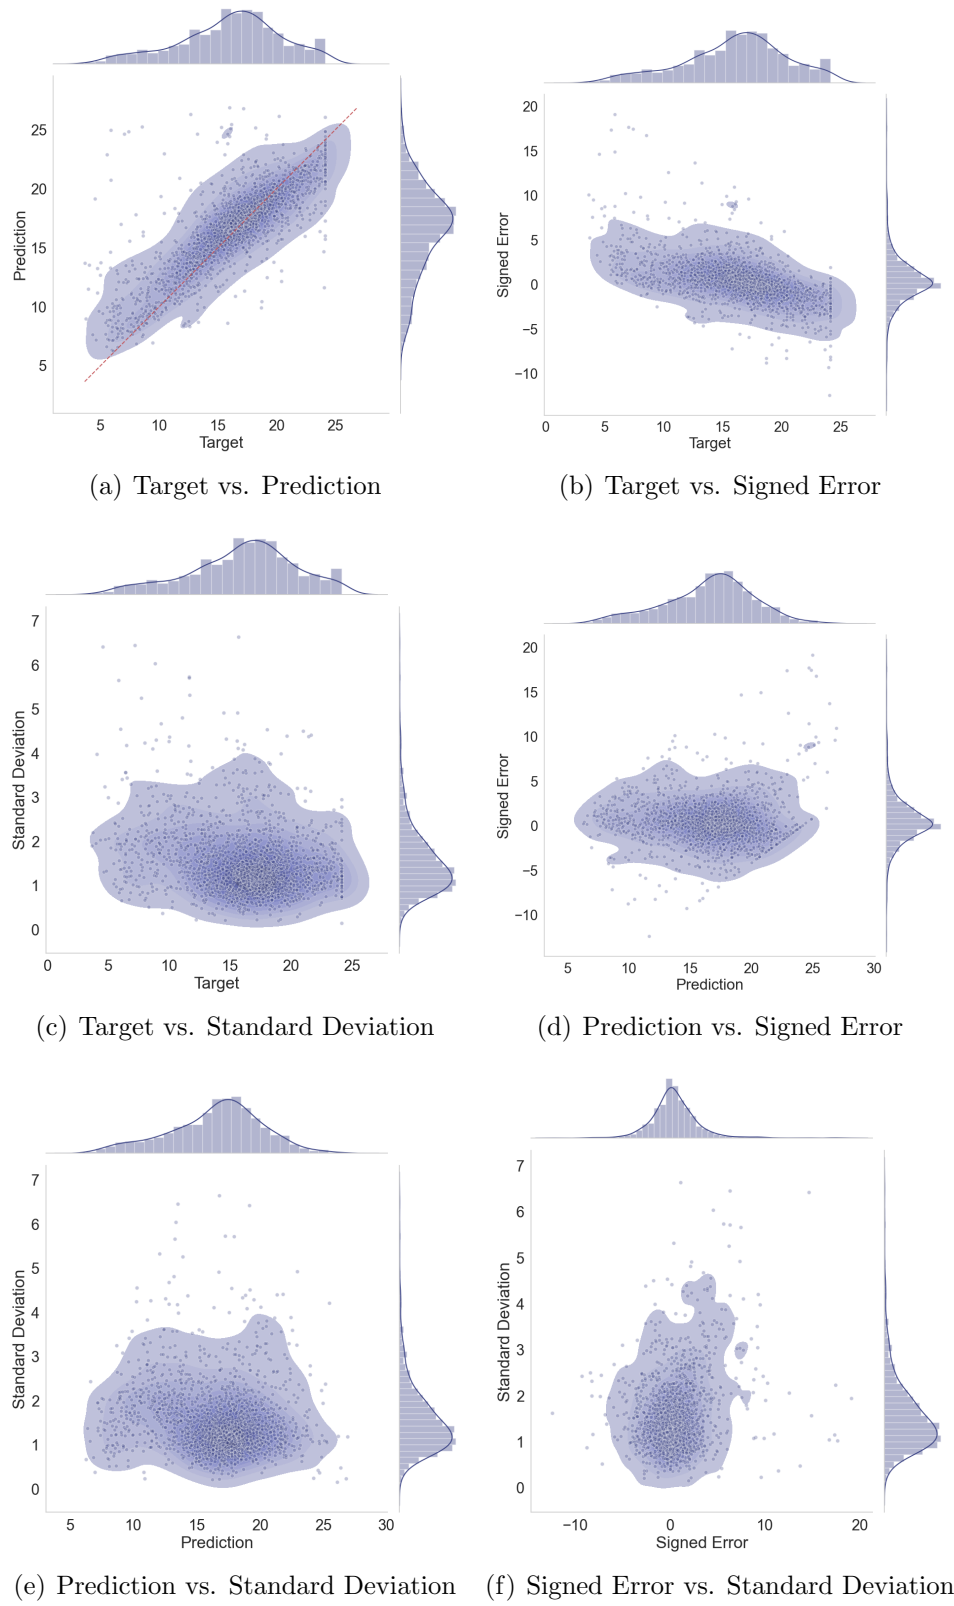 25
20
15
10
5
Prediction
5 10 15 20 25
Target
(a) Target vs. Prediction
20
15
10
5
0
−5
−10
Signed Error
0 5 10 15 20 25
Target
(b) Target vs. Signed Error
7
6
5
4
3
2
1
0
Standard Deviation
0 5 10 15 20 25
Target
(c) Target vs. Standard Deviation
20
15
10
5
0
−5
−10
Signed Error
5 10 15 20 25 30
Prediction
(d) Prediction vs. Signed Error
7
6
5
4
3
2
1
0
Standard Deviation
5 10 15 20 25 30
Prediction
(e) Prediction vs. Standard Deviation
7
6
5
4
3
2
1
0
Standard Deviation
−10 0 10 20
Signed Error
(f) Signed Error vs. Standard Deviation